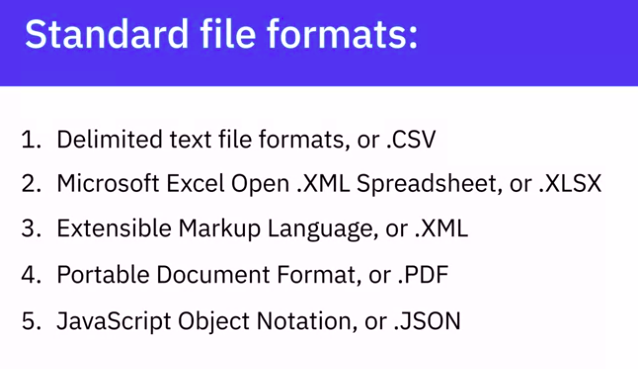 Standard file formats:
1. Delimited text file formats, or .CSV
2. Microsoft Excel Open .XML Spreadsheet, or .XLSX
3. Extensible Markup Language, or .XML
4. Portable Document Format, or .PDF
5. JavaScript Object Notation, or .JSON